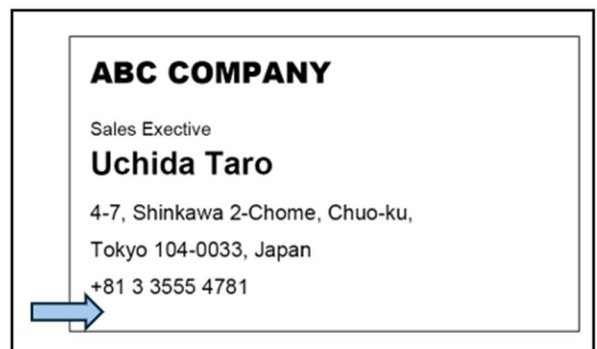 ABC COMPANY
Sales Exective
Uchida Taro
4-7, Shinkawa 2-Chome, Chuo-ku,
Tokyo 104-0033, Japan
+81 3 3555 4781